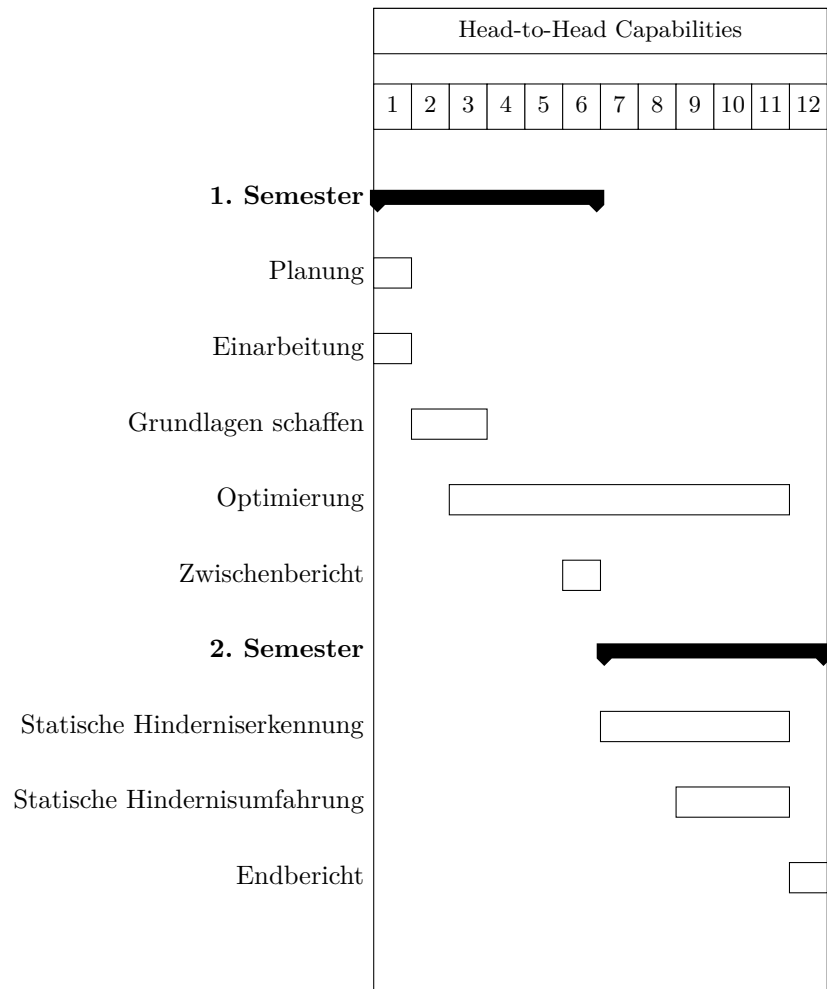 Head-to-Head Capabilities
1 2 3 4 5 6 7 8 9 10 11 12
1. Semester
Planung
Einarbeitung
Grundlagen schaffen
Optimierung
Zwischenbericht
2. Semester
Statische Hinderniserkennung
Statische Hindernisumfahrung
Endbericht